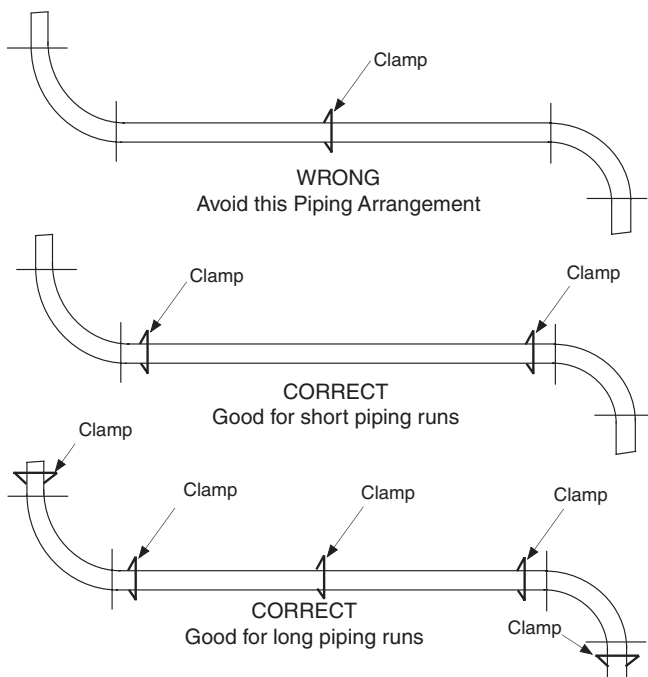 Clamp
WRONG
Avoid this Piping Arrangement
Clamp
Clamp
CORRECT
Good for short piping runs
Clamp
Clamp
Clamp
Clamp
CORRECT
Good for long piping runs
Clamp